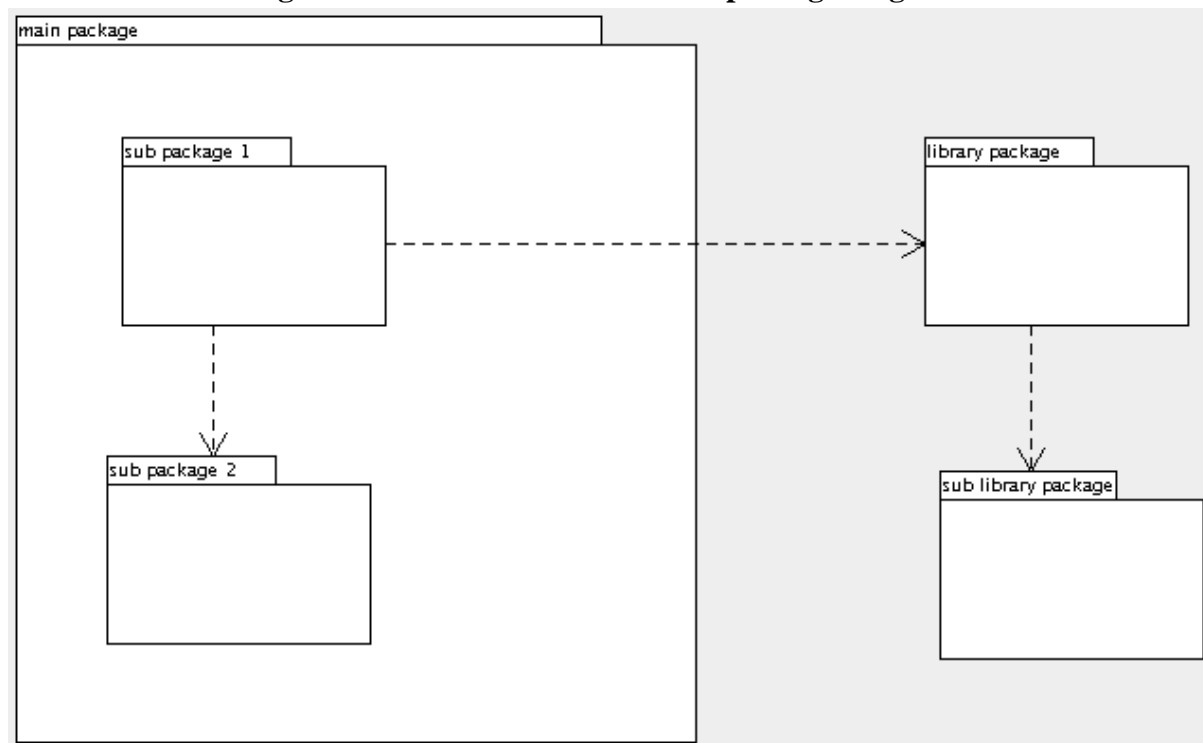 main package
sub package 1
library package
sub package 2
sub library package